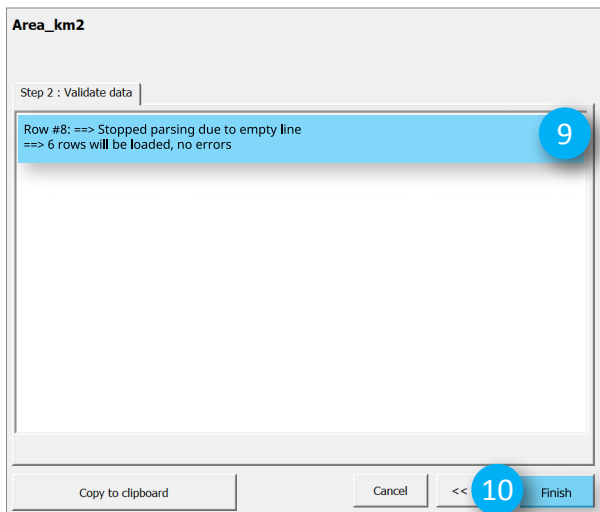 Area_km2
Step 2 : Validate data
Row #8: ==> Stopped parsing due to empty line
==> 6 rows will be loaded, no errors
9
Copy to clipboard
Cancel
<<
10
Finish